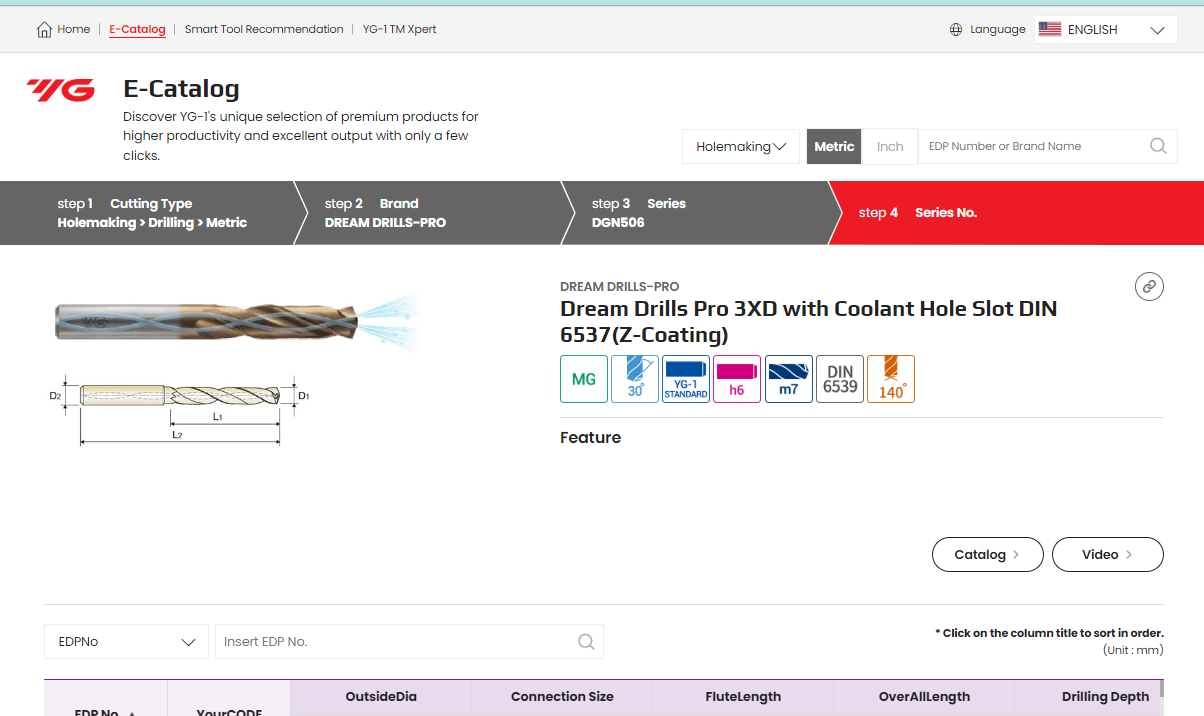 Home
E-Catalog
Smart Tool Recommendation
YG-1 TM Xpert
Language
ENGLISH
YG
E-Catalog
Discover YG-1's unique selection of premium products for
higher productivity and excellent output with only a few
clicks.
Holemaking
Metric
Inch
EDP Number or Brand Name
step 1 Cutting Type
Holemaking > Drilling > Metric
step 2 Brand
DREAM DRILLS-PRO
step 3 Series
DGN506
step 4 Series No.
DREAM DRILLS-PRO
Dream Drills Pro 3XD with Coolant Hole Slot DIN
6537(Z-Coating)
MG
30°
YG-1
STANDARD
h6
m7
DIN
6539
140°
D2
D1
L1
L2
Feature
Catalog
Video
EDPNo
Insert EDP No.
* Click on the column title to sort in order.
(Unit : mm)
EDP No.
YourCODE
OutsideDia
Connection Size
FluteLength
OverAllLength
Drilling Depth